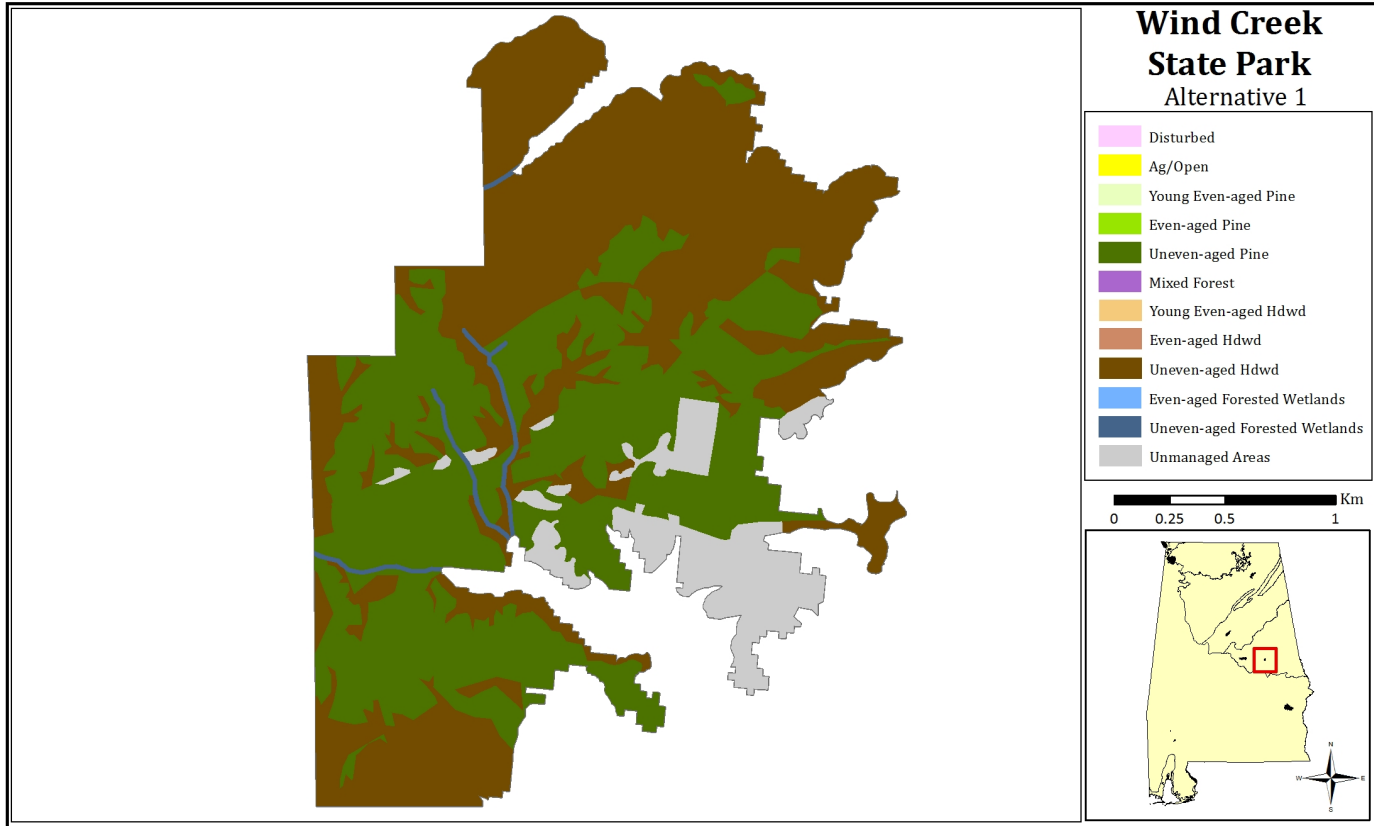 Wind Creek
State Park
Alternative 1
Disturbed
Ag/Open
Young Even-aged Pine
Even-aged Pine
Uneven-aged Pine
Mixed Forest
Young Even-aged Hdwd
Even-aged Hdwd
Uneven-aged Hdwd
Even-aged Forested Wetlands
Uneven-aged Forested Wetlands
Unmanaged Areas
Km
0 0.25 0.5 1
N
W E
S